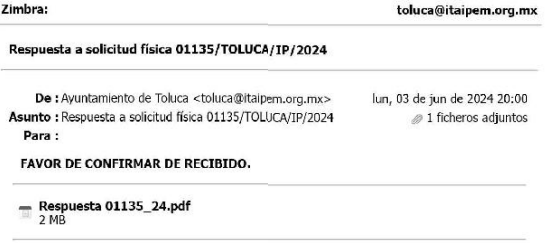 Zimbra: toluca@itaipem.org.mx
Respuesta a solicitud física 01135/TOLUCA/IP/2024
De : Ayuntamiento de Toluca <toluca@itaipem.org.mx> lun, 03 de jun de 2024 20:00
Asunto : Respuesta a solicitud física 01135/TOLUCA/IP/2024 1 ficheros adjuntos
Para :
FAVOR DE CONFIRMAR DE RECIBIDO.
Respuesta 01135_24.pdf
2 MB